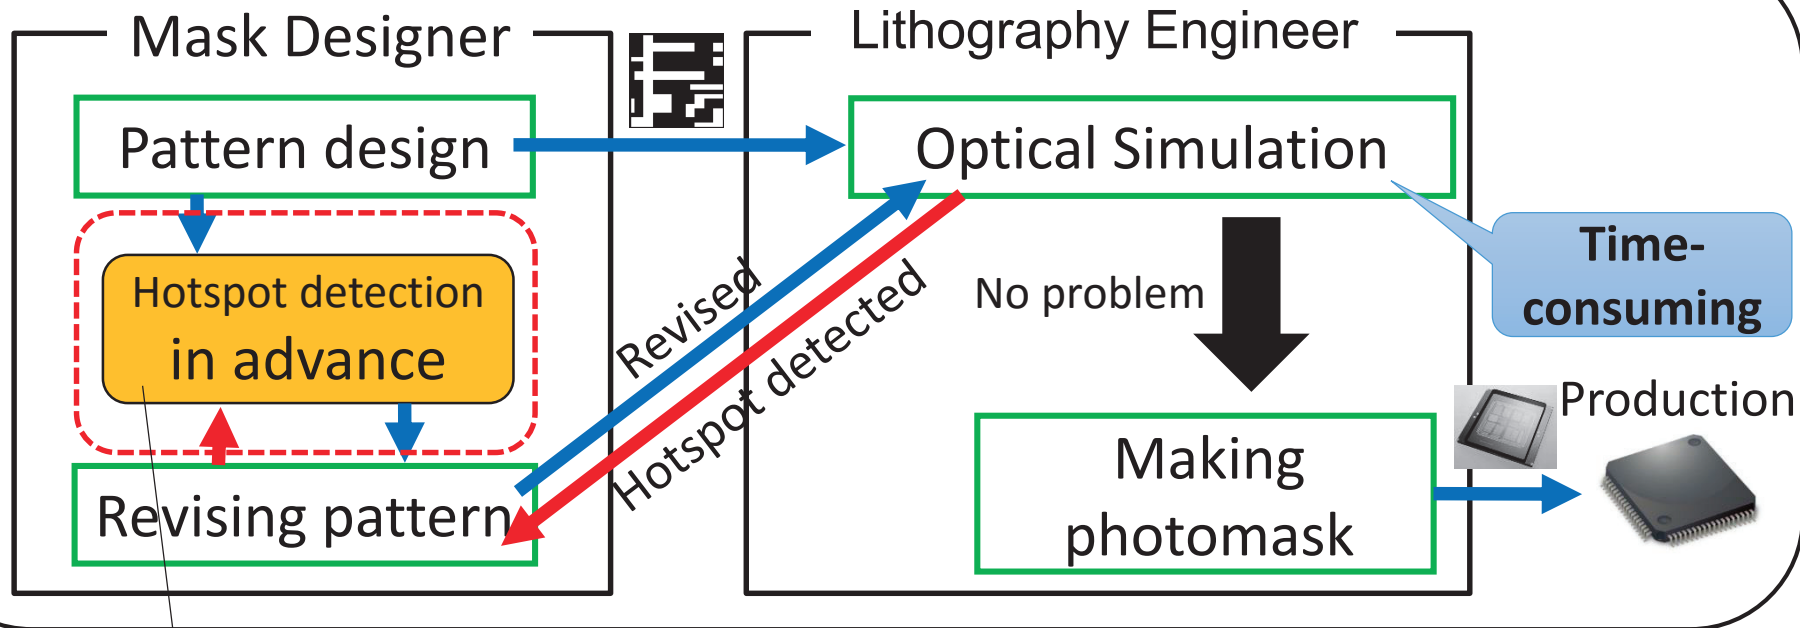 Mask Designer
Lithography Engineer
Pattern design
Optical Simulation
Hotspot detection
in advance
Revised
Hotspot detected
No problem
Time-
consuming
Revising pattern
Making
photomask
Production